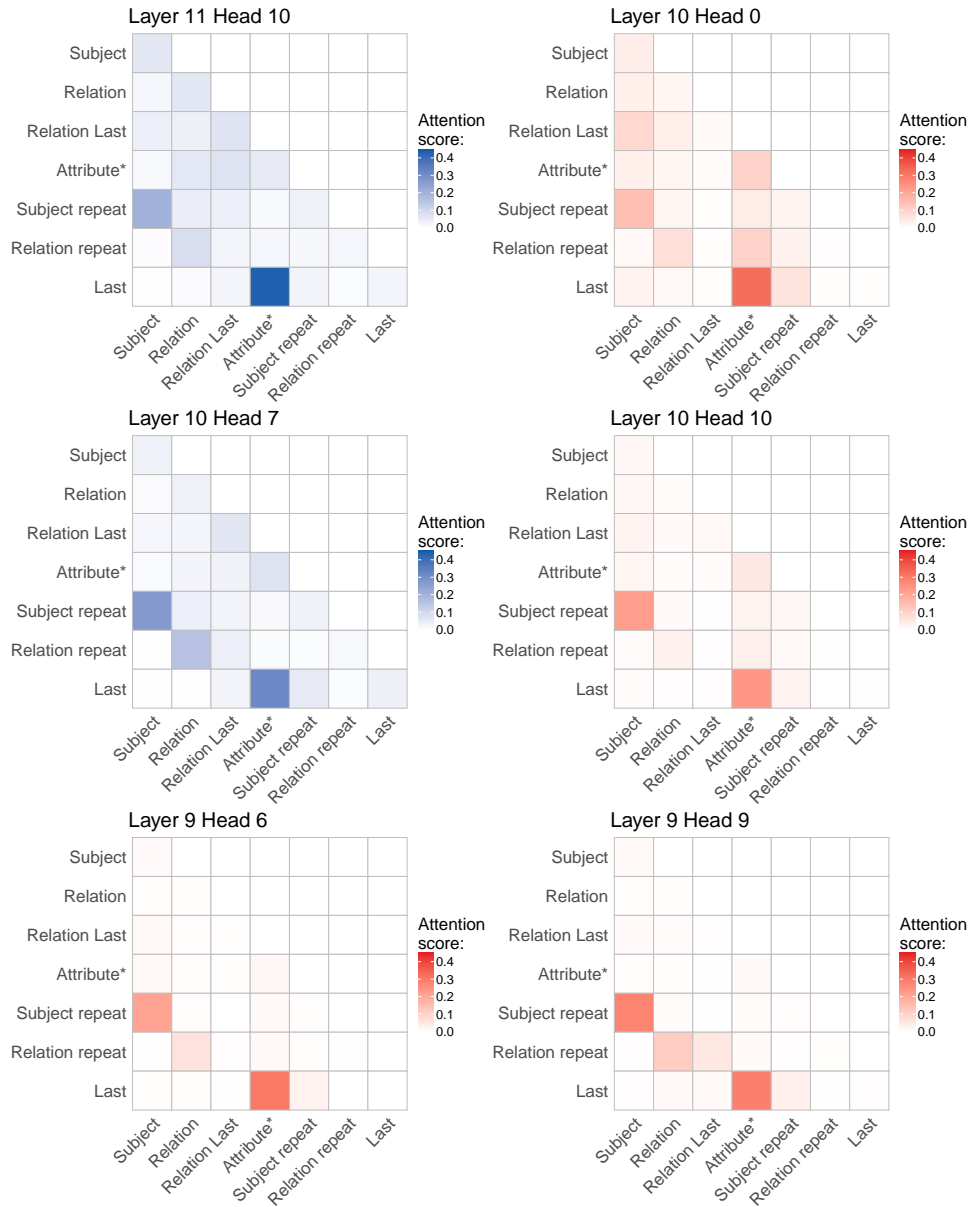 Layer 11 Head 10
Subject
Relation
Relation Last
Attribute*
Subject repeat
Relation repeat
Last
Subject
Relation
Relation Last
Attribute*
Subject repeat
Relation repeat
Last
Attention
score:
0.4
0.3
0.2
0.1
0.0
Layer 10 Head 0
Subject
Relation
Relation Last
Attribute*
Subject repeat
Relation repeat
Last
Subject
Relation
Relation Last
Attribute*
Subject repeat
Relation repeat
Last
Attention
score:
0.4
0.3
0.2
0.1
0.0
Layer 10 Head 7
Subject
Relation
Relation Last
Attribute*
Subject repeat
Relation repeat
Last
Subject
Relation
Relation Last
Attribute*
Subject repeat
Relation repeat
Last
Attention
score:
0.4
0.3
0.2
0.1
0.0
Layer 10 Head 10
Subject
Relation
Relation Last
Attribute*
Subject repeat
Relation repeat
Last
Subject
Relation
Relation Last
Attribute*
Subject repeat
Relation repeat
Last
Attention
score:
0.4
0.3
0.2
0.1
0.0
Layer 9 Head 6
Subject
Relation
Relation Last
Attribute*
Subject repeat
Relation repeat
Last
Subject
Relation
Relation Last
Attribute*
Subject repeat
Relation repeat
Last
Attention
score:
0.4
0.3
0.2
0.1
0.0
Layer 9 Head 9
Subject
Relation
Relation Last
Attribute*
Subject repeat
Relation repeat
Last
Subject
Relation
Relation Last
Attribute*
Subject repeat
Relation repeat
Last
Attention
score:
0.4
0.3
0.2
0.1
0.0